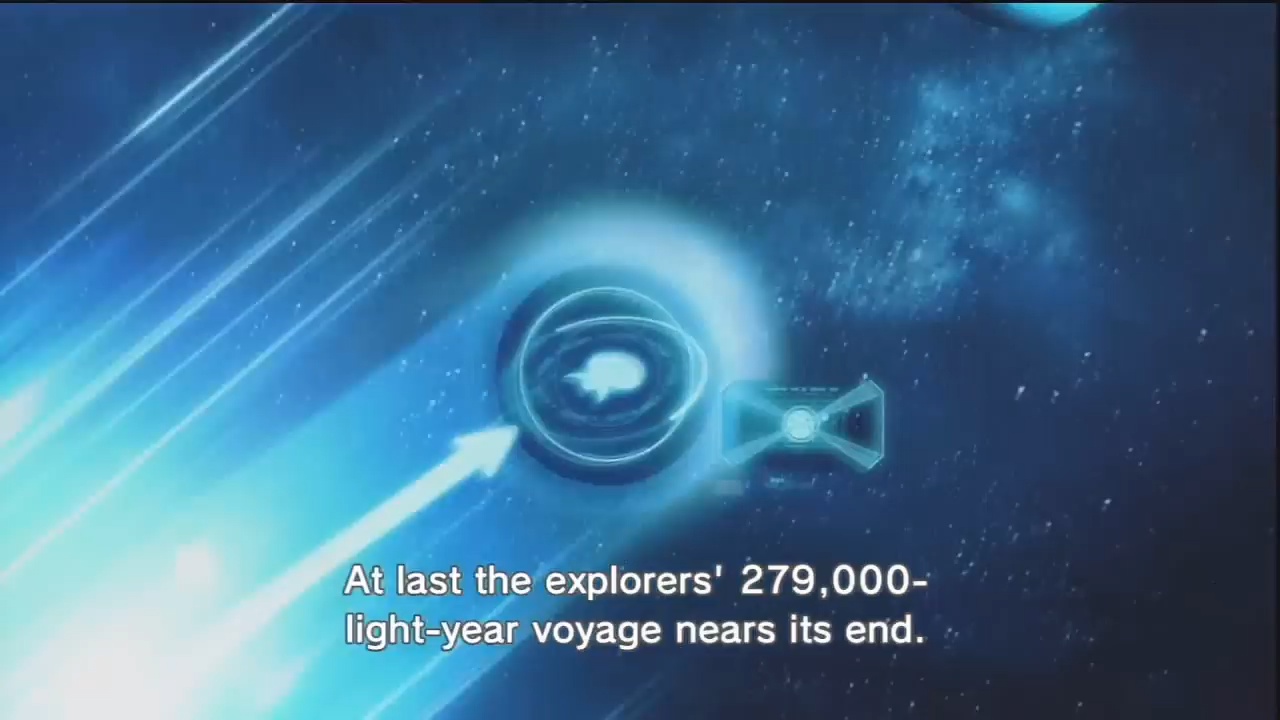 At last the explorers' 279,000-
light-year voyage nears its end.